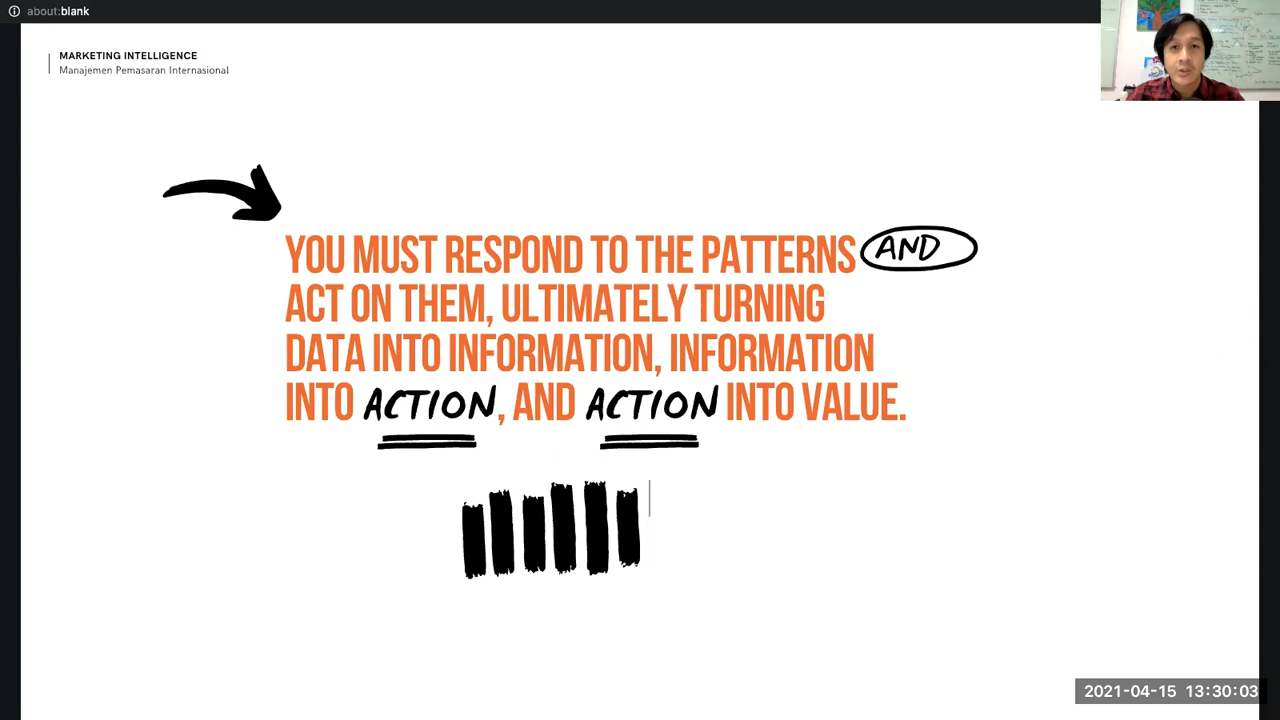 about:blank
MARKETING INTELLIGENCE
Manajemen Pemasaran Internasional
YOU MUST RESPOND TO THE PATTERNS AND
ACT ON THEM, ULTIMATELY TURNING
DATA INTO INFORMATION, INFORMATION
INTO ACTION, AND ACTION INTO VALUE.
2021-04-15 13:30:03